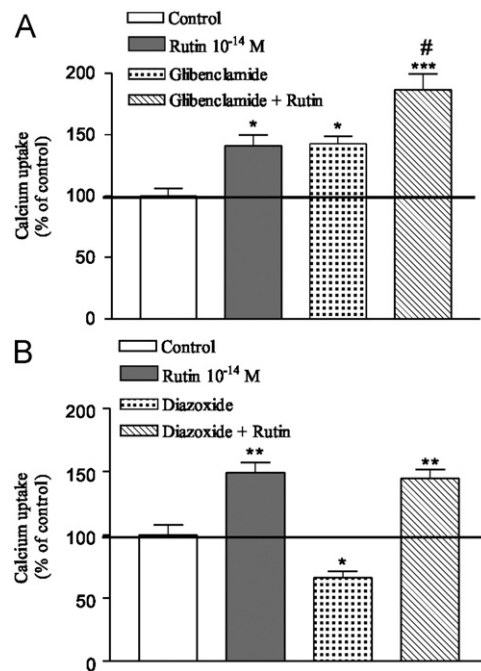 A
Control
Rutin 10⁻¹⁴ M
Glibenclamide
Glibenclamide + Rutin
Calcium uptake
(% of control)
200
150
100
50
0
*
*
#
***
B
Control
Rutin 10⁻¹⁴ M
Diazoxide
Diazoxide + Rutin
Calcium uptake
(% of control)
200
150
100
50
0
**
*
**